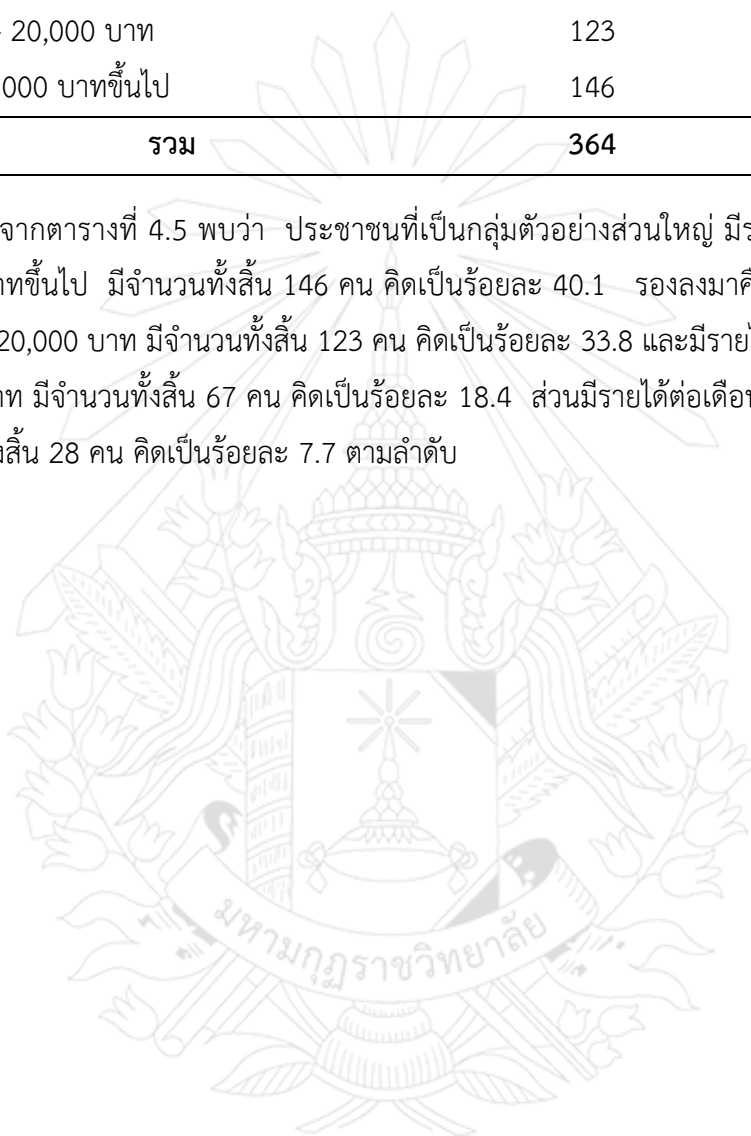 - 20,000 บาท 123
000 บาทขึ้นไป 146
รวม 364
จากตารางที่ 4.5 พบว่า ประชาชนที่เป็นกลุ่มตัวอย่างส่วนใหญ่ มีร
ทขึ้นไป มีจำนวนทั้งสิ้น 146 คน คิดเป็นร้อยละ 40.1 รองลงมาคื
20,000 บาท มีจำนวนทั้งสิ้น 123 คน คิดเป็นร้อยละ 33.8 และมีรายไ
ท มีจำนวนทั้งสิ้น 67 คน คิดเป็นร้อยละ 18.4 ส่วนมีรายได้ต่อเดือน
งสิ้น 28 คน คิดเป็นร้อยละ 7.7 ตามลำดับ
มหามกุฏราชวิทยาลัย